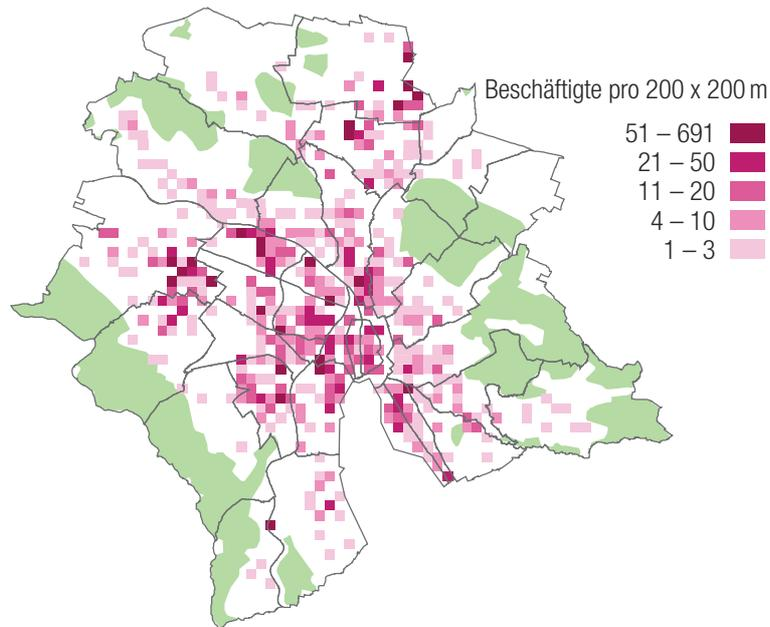 Beschäftigte pro 200 x 200 m
51 – 691
21 – 50
11 – 20
4 – 10
1 – 3